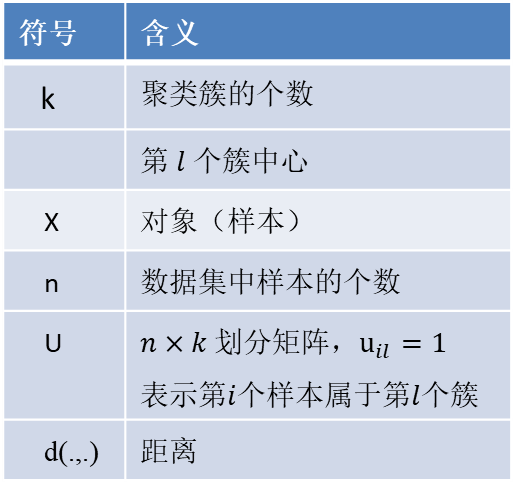 符号 含义
k 聚类簇的个数
第 l 个簇中心
X 对象（样本）
n 数据集中样本的个数
U n × k 划分矩阵，u_{il} = 1
表示第i个样本属于第l个簇
d(.,.) 距离